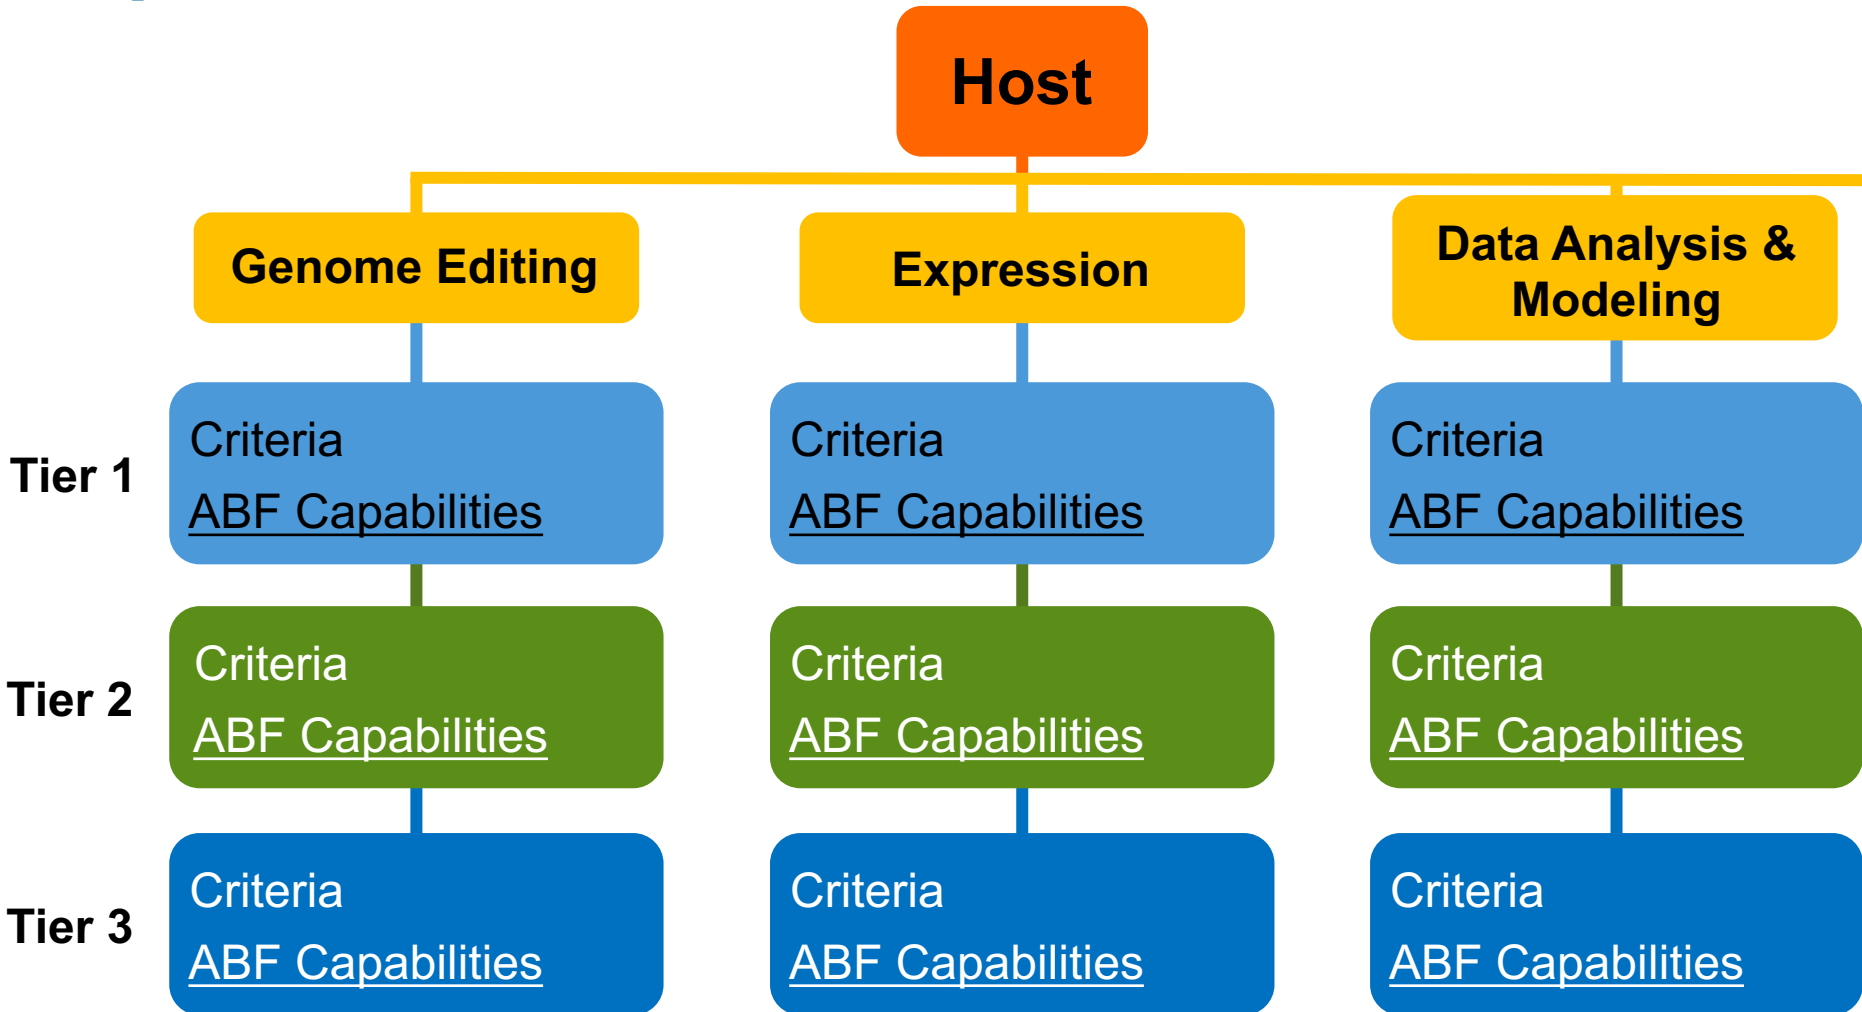 Host
Genome Editing
Expression
Data Analysis &
Modeling
Tier 1
Criteria
ABF Capabilities
Criteria
ABF Capabilities
Criteria
ABF Capabilities
Tier 2
Criteria
ABF Capabilities
Criteria
ABF Capabilities
Criteria
ABF Capabilities
Tier 3
Criteria
ABF Capabilities
Criteria
ABF Capabilities
Criteria
ABF Capabilities